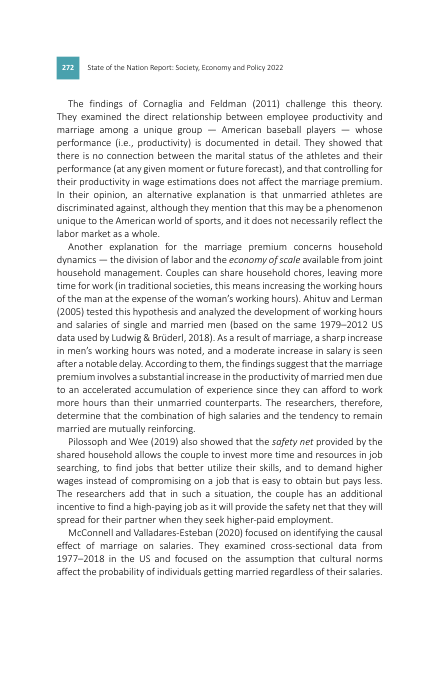 272 State of the Nation Report: Society, Economy and Policy 2022
The findings of Cornaglia and Feldman (2011) challenge this theory.
They examined the direct relationship between employee productivity and
marriage among a unique group — American baseball players — whose
performance (i.e., productivity) is documented in detail. They showed that
there is no connection between the marital status of the athletes and their
performance (at any given moment or future forecast), and that controlling for
their productivity in wage estimations does not affect the marriage premium.
In their opinion, an alternative explanation is that unmarried athletes are
discriminated against, although they mention that this may be a phenomenon
unique to the American world of sports, and it does not necessarily reflect the
labor market as a whole.
Another explanation for the marriage premium concerns household
dynamics — the division of labor and the economy of scale available from joint
household management. Couples can share household chores, leaving more
time for work (in traditional societies, this means increasing the working hours
of the man at the expense of the woman's working hours). Ahituv and Lerman
(2005) tested this hypothesis and analyzed the development of working hours
and salaries of single and married men (based on the same 1979–2012 US
data used by Ludwig & Brüderl, 2018). As a result of marriage, a sharp increase
in men's working hours was noted, and a moderate increase in salary is seen
after a notable delay. According to them, the findings suggest that the marriage
premium involves a substantial increase in the productivity of married men due
to an accelerated accumulation of experience since they can afford to work
more hours than their unmarried counterparts. The researchers, therefore,
determine that the combination of high salaries and the tendency to remain
married are mutually reinforcing.
Pilossoph and Wee (2019) also showed that the safety net provided by the
shared household allows the couple to invest more time and resources in job
searching, to find jobs that better utilize their skills, and to demand higher
wages instead of compromising on a job that is easy to obtain but pays less.
The researchers add that in such a situation, the couple has an additional
incentive to find a high-paying job as it will provide the safety net that they will
spread for their partner when they seek higher-paid employment.
McConnell and Valladares-Esteban (2020) focused on identifying the causal
effect of marriage on salaries. They examined cross-sectional data from
1977–2018 in the US and focused on the assumption that cultural norms
affect the probability of individuals getting married regardless of their salaries.